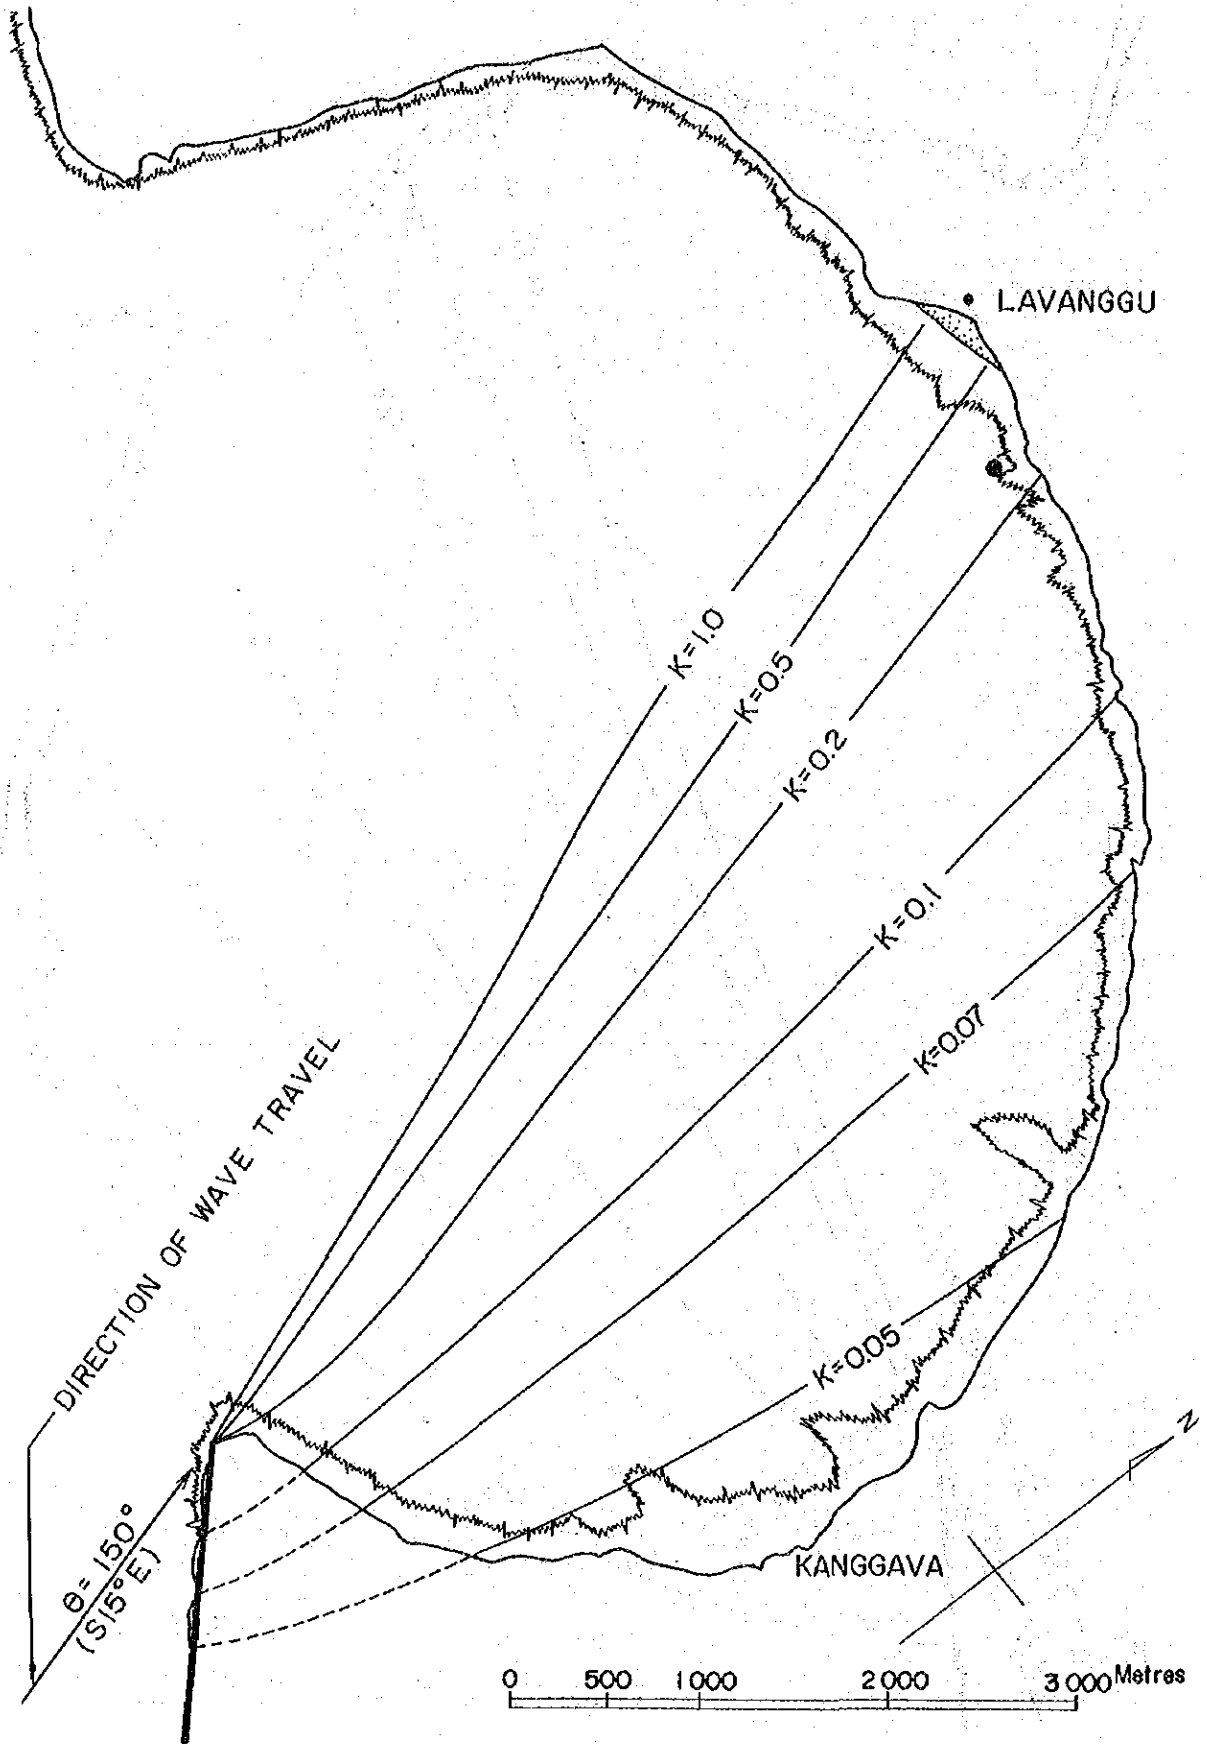 LAVANGGU
K=1.0
K=0.5
K=0.2
K=0.1
K=0.07
K=0.05
DIRECTION OF WAVE TRAVEL
θ= 150°
(S15°E)
N
KANGGAVA
0 500 1000 2000 3000 Metres